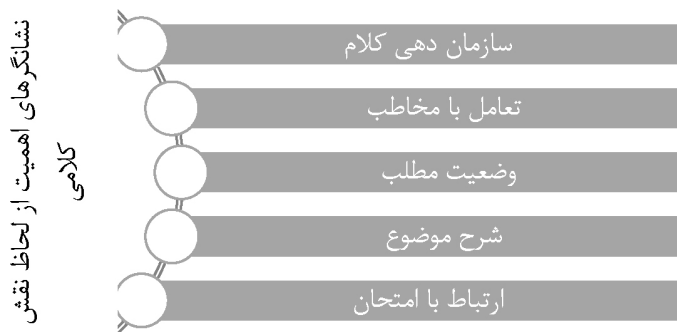 نشانگرهای اهمیت از لحاظ نقش
کلامی
سازمان دهی کلام
تعامل با مخاطب
وضعیت مطلب
شرح موضوع
ارتباط با امتحان